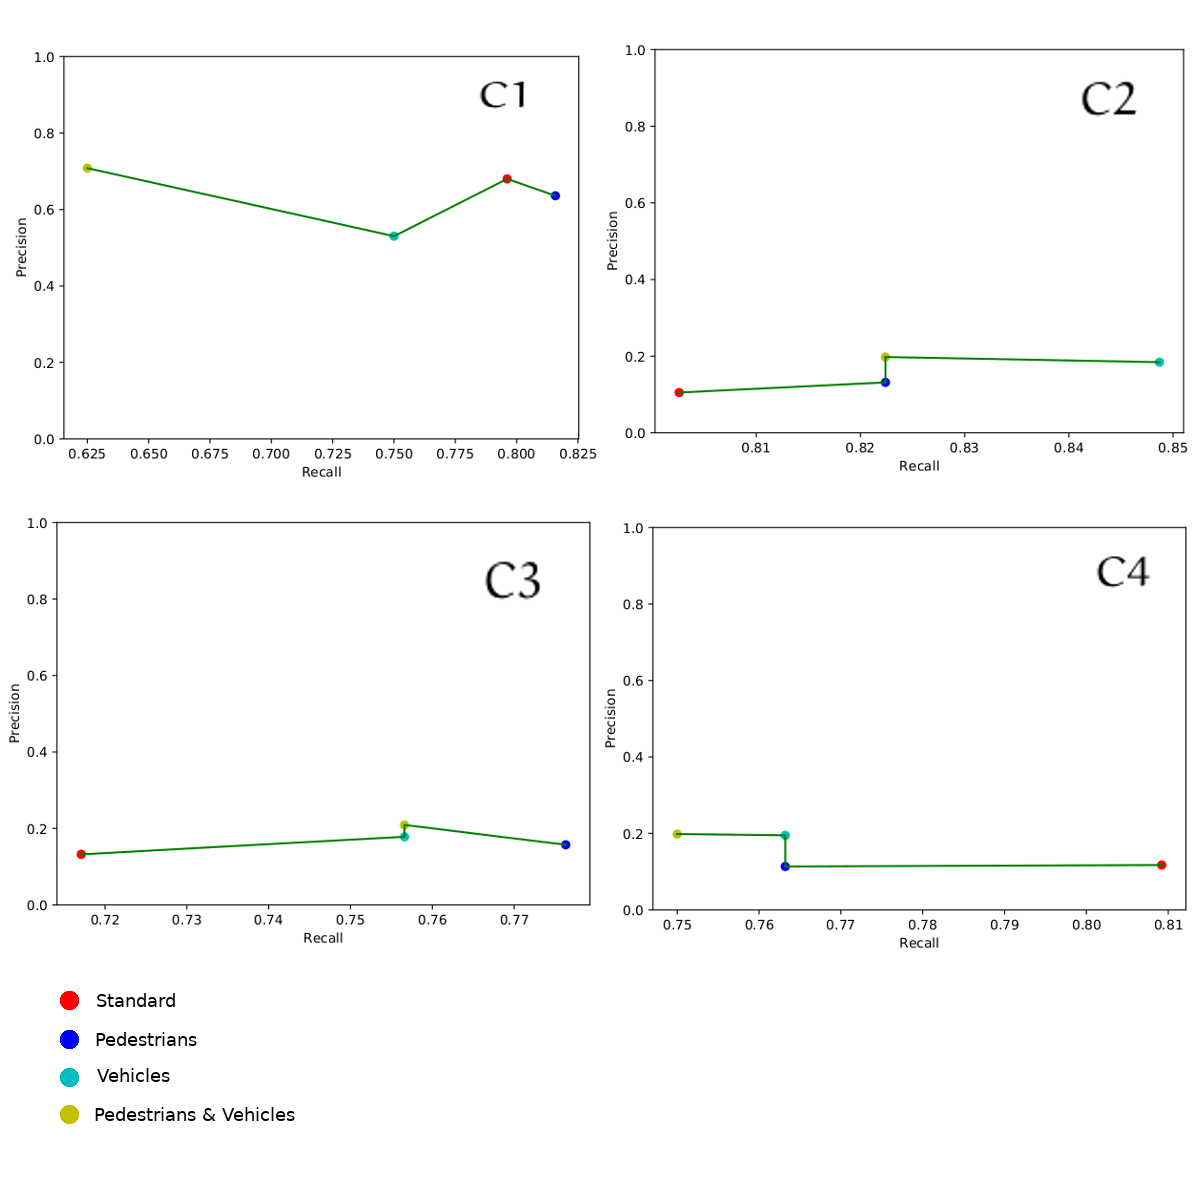 C1
1.0
0.8
0.6
0.4
0.2
0.0
Precision
0.625 0.650 0.675 0.700 0.725 0.750 0.775 0.800 0.825
Recall
C2
1.0
0.8
0.6
0.4
0.2
0.0
Precision
0.81 0.82 0.83 0.84 0.85
Recall
C3
1.0
0.8
0.6
0.4
0.2
0.0
Precision
0.72 0.73 0.74 0.75 0.76 0.77
Recall
C4
1.0
0.8
0.6
0.4
0.2
0.0
Precision
0.75 0.76 0.77 0.78 0.79 0.80 0.81
Recall
Standard
Pedestrians
Vehicles
Pedestrians & Vehicles